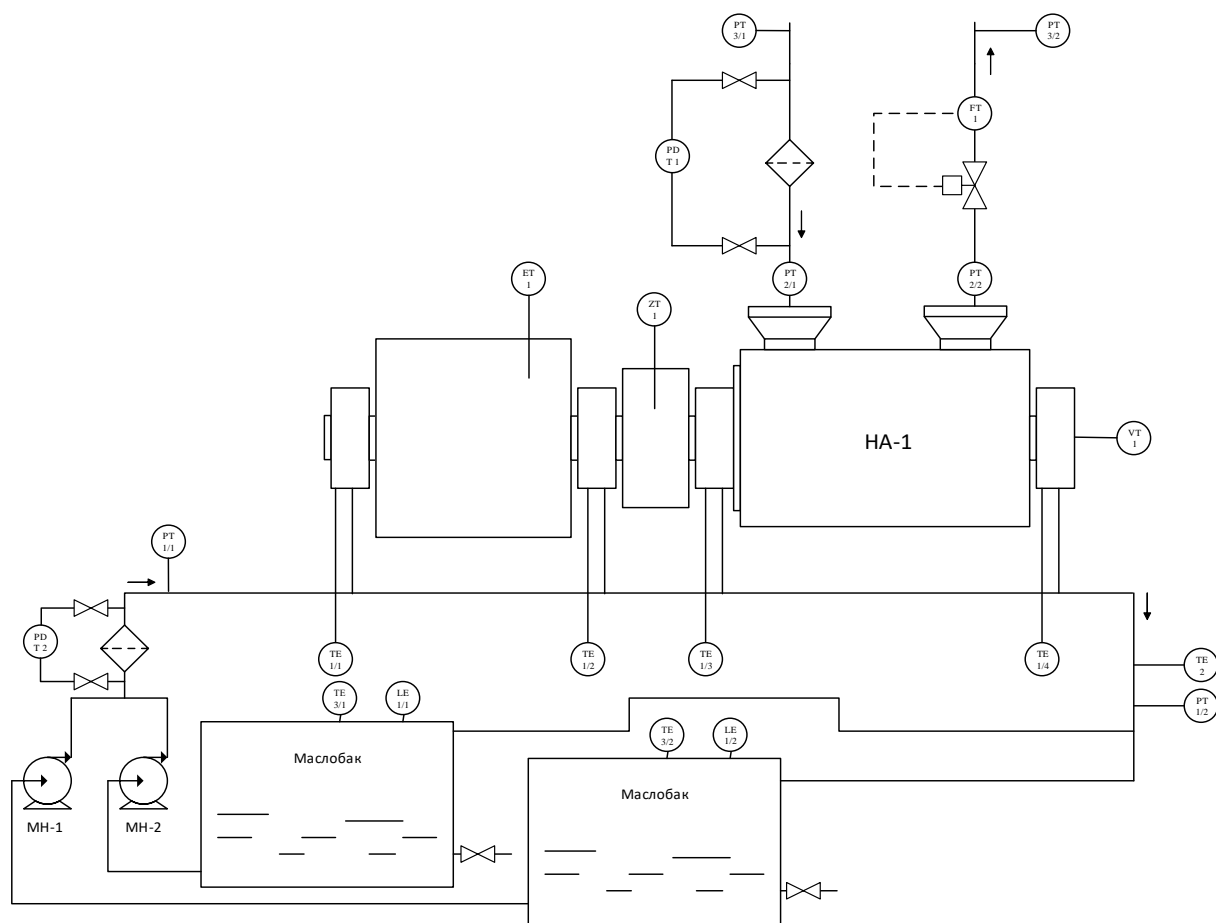 PT
3/1
PT
3/2
FT
1
PD
T 1
PT
2/1
PT
2/2
ET
1
ZT
1
НА-1
VT
1
PT
1/1
PD
T 2
TE
1/1
TE
1/2
TE
1/3
TE
1/4
TE
2
PT
1/2
TE
3/1
LE
1/1
TE
3/2
LE
1/2
Маслобак
Маслобак
МН-1
МН-2